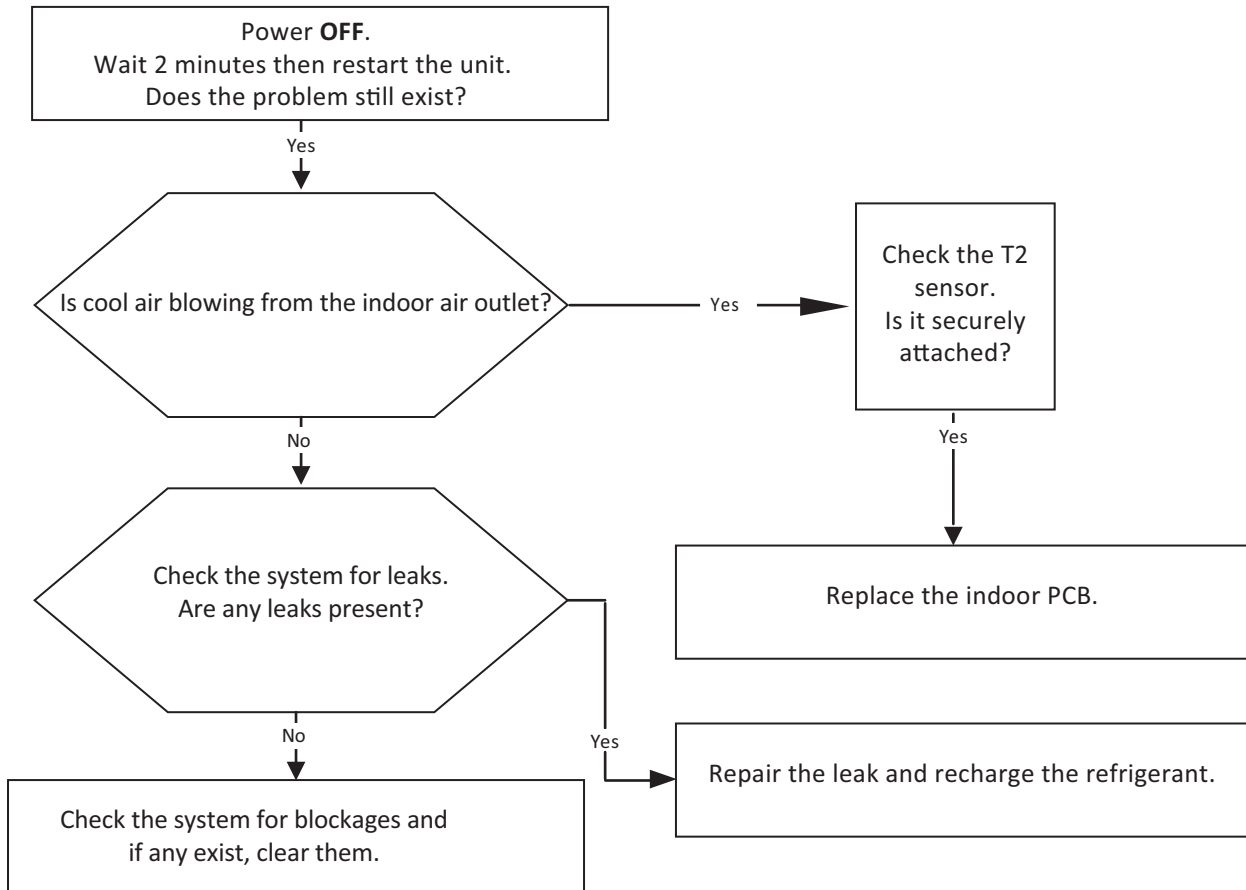 Power OFF.
Wait 2 minutes then restart the unit.
Does the problem still exist?
Yes
Is cool air blowing from the indoor air outlet?
Yes
Check the T2
sensor.
Is it securely
attached?
Yes
Replace the indoor PCB.
No
Check the system for leaks.
Are any leaks present?
Yes
Repair the leak and recharge the refrigerant.
No
Check the system for blockages and
if any exist, clear them.